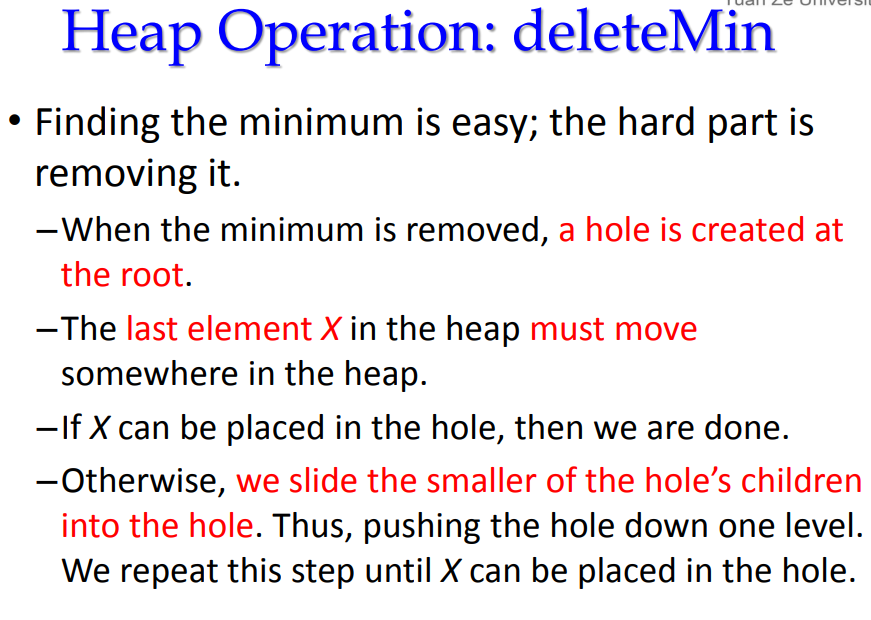 Heap Operation: deleteMin
• Finding the minimum is easy; the hard part is
removing it.
–When the minimum is removed, a hole is created at
the root.
–The last element X in the heap must move
somewhere in the heap.
–If X can be placed in the hole, then we are done.
–Otherwise, we slide the smaller of the hole’s children
into the hole. Thus, pushing the hole down one level.
We repeat this step until X can be placed in the hole.